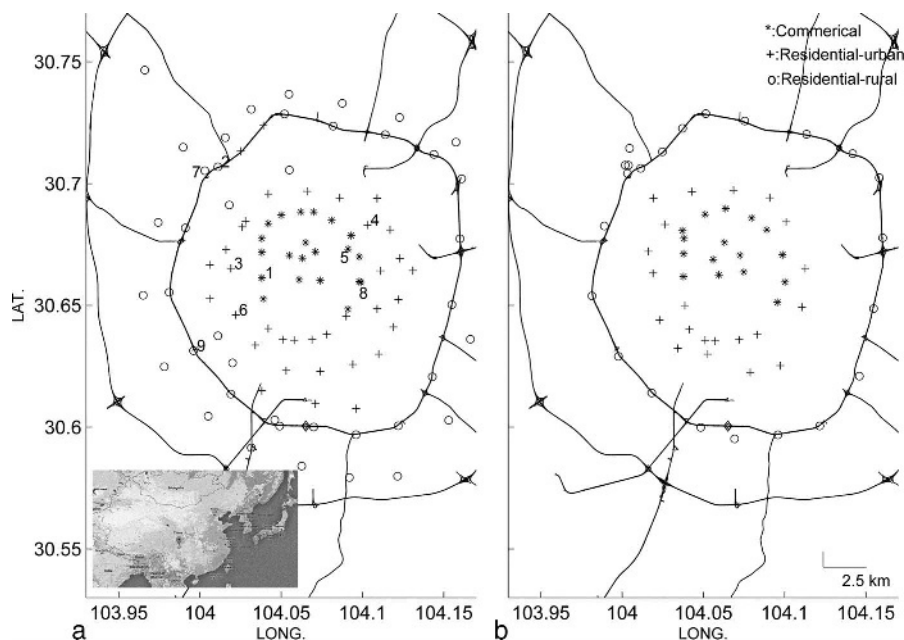 *:Commerical
+:Residential-urban
o:Residential-rural
30.75
30.7
30.65
30.6
30.55
LAT.
2
7
4
3
5
1
8
6
9
2.5 km
103.95 104 104.05 104.1 104.15
103.95 104 104.05 104.1 104.15
a LONG.
b LONG.